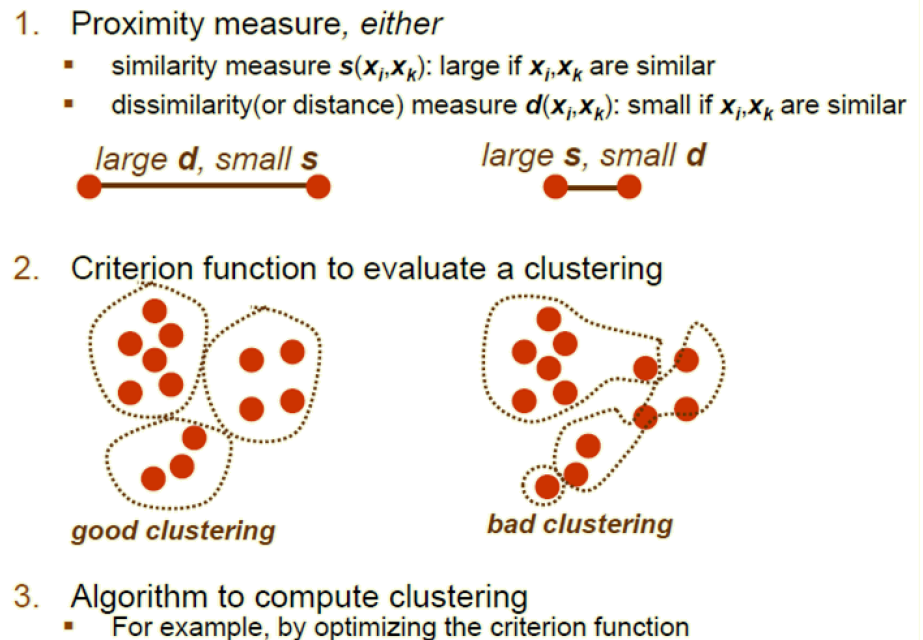 1. Proximity measure, either
▪ similarity measure s(xi,xk): large if xi,xk are similar
▪ dissimilarity(or distance) measure d(xi,xk): small if xi,xk are similar
large d, small s
large s, small d
2. Criterion function to evaluate a clustering
good clustering
bad clustering
3. Algorithm to compute clustering
▪ For example, by optimizing the criterion function